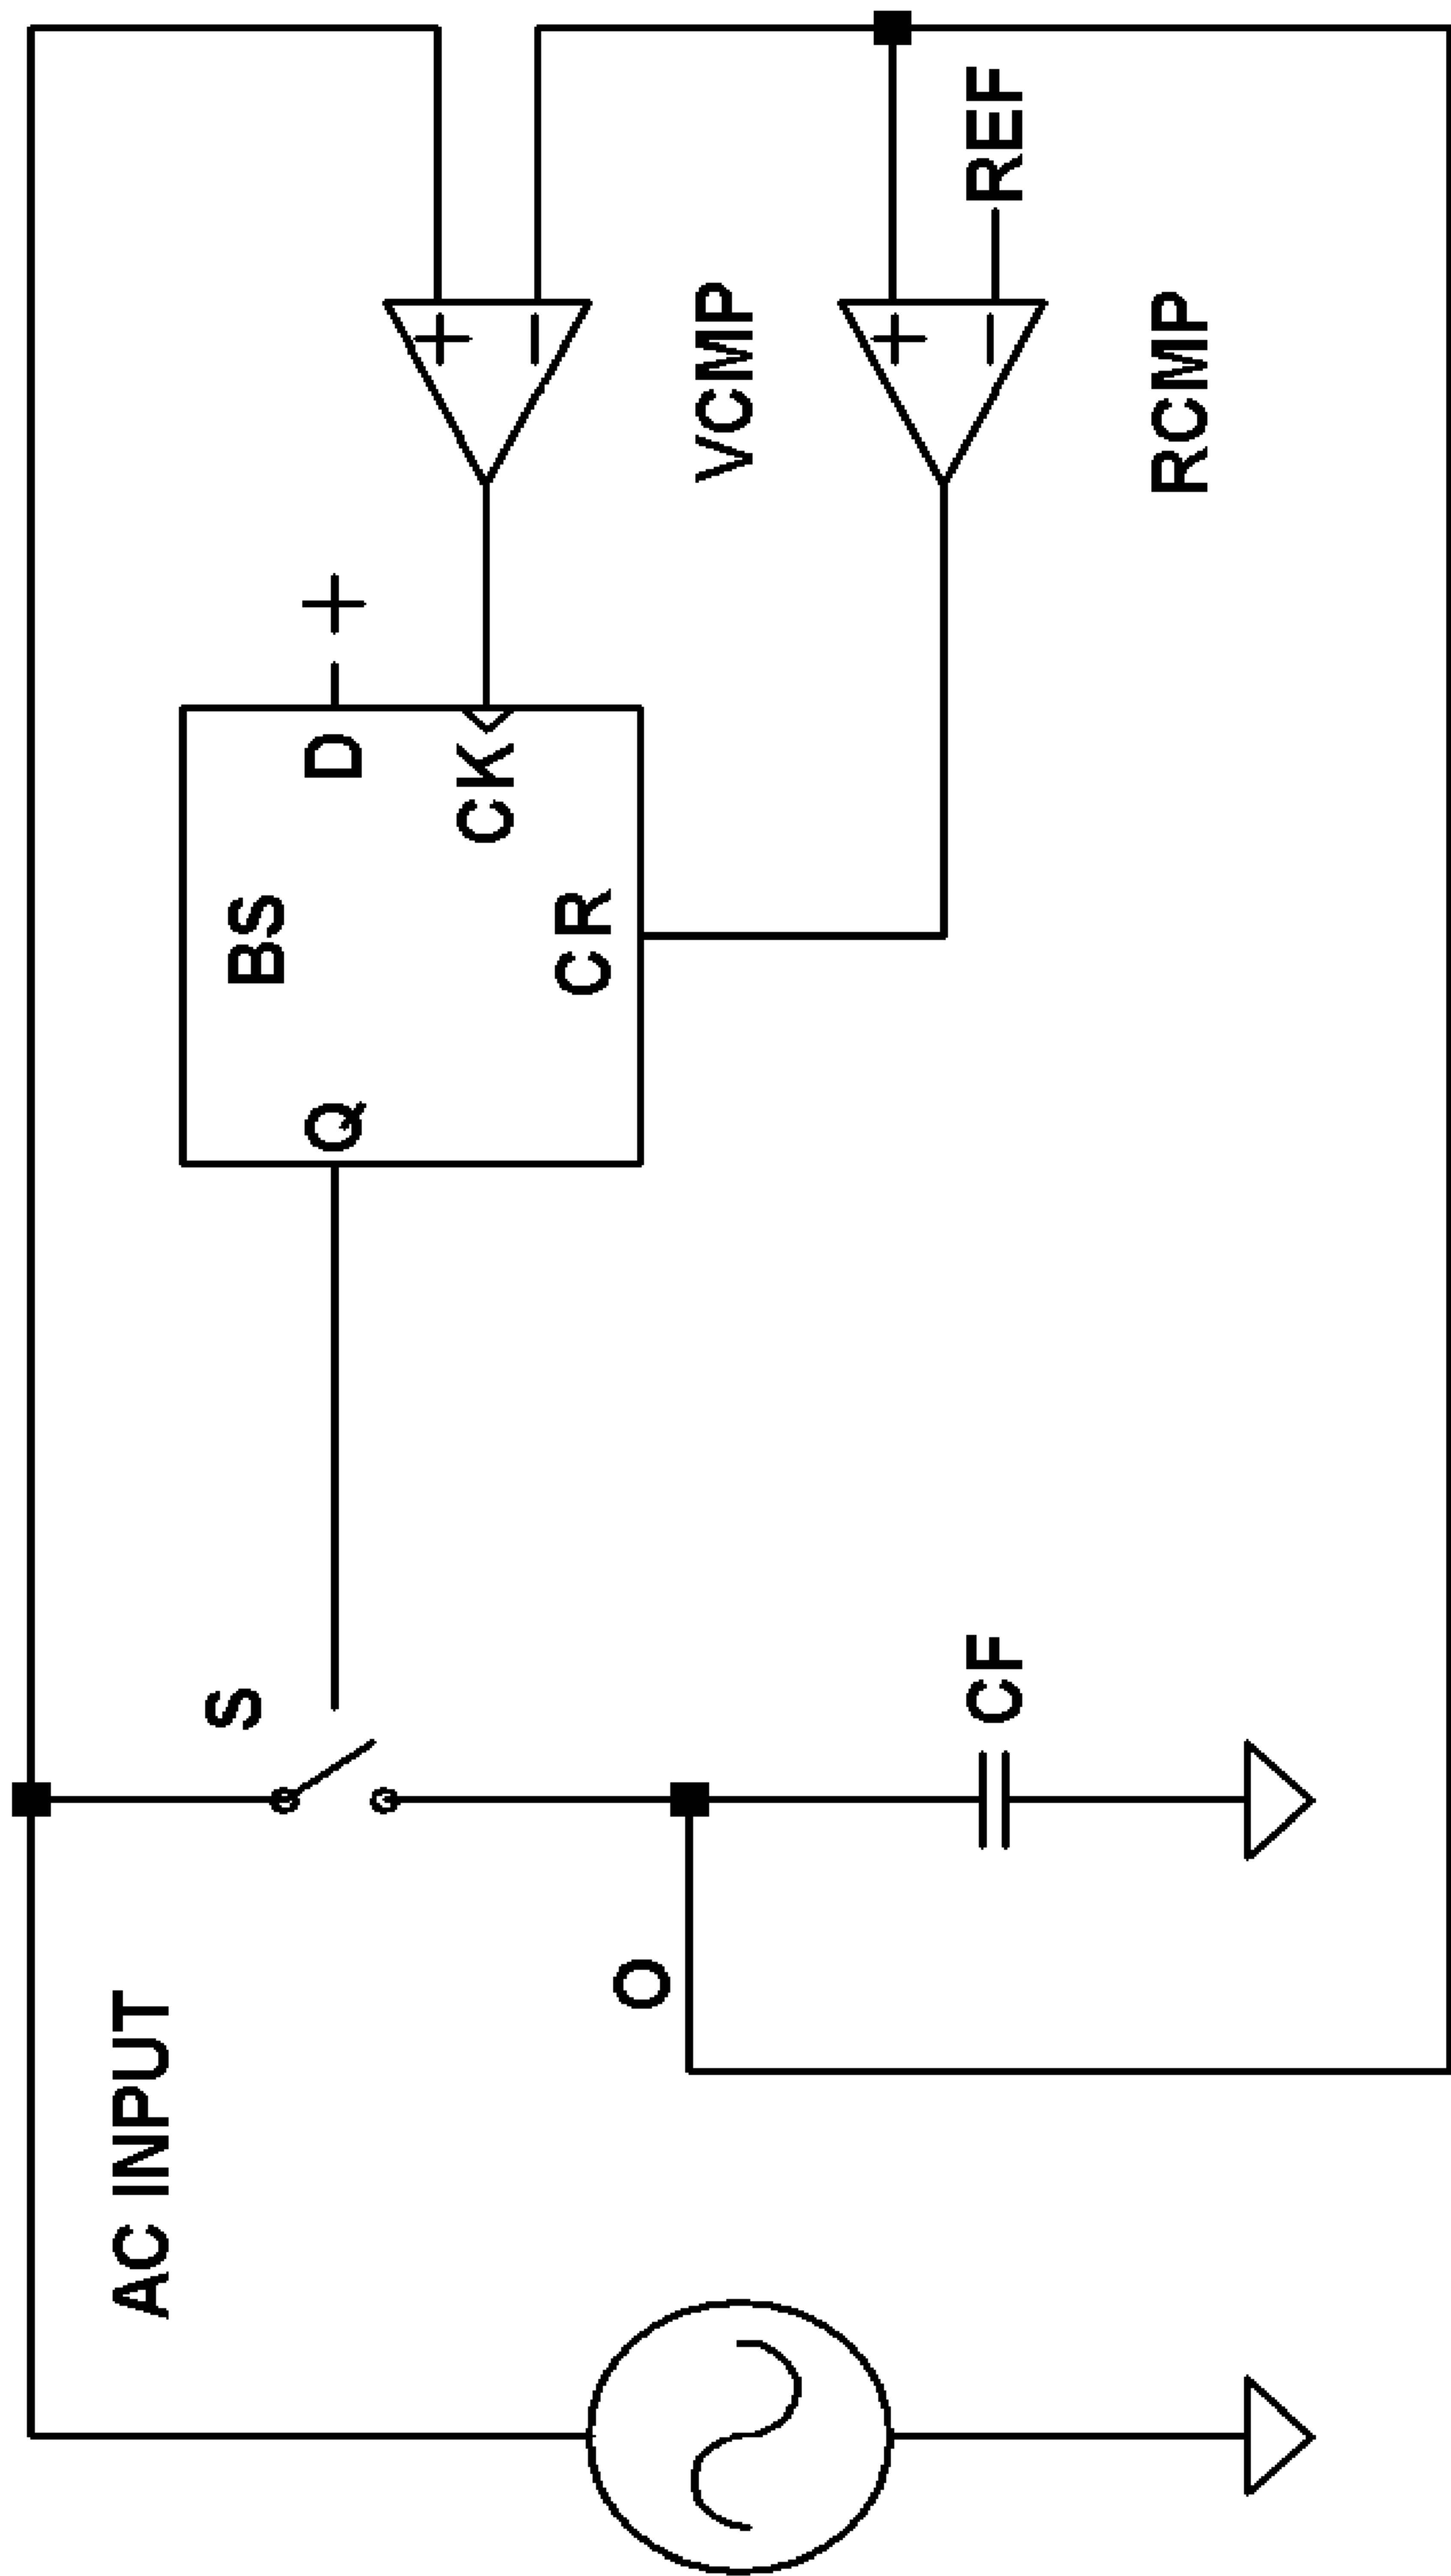 AC INPUT
S
O
CF
Q
BS
D
CK
CR
+
+
−
VCMP
+
−
REF
RCMP